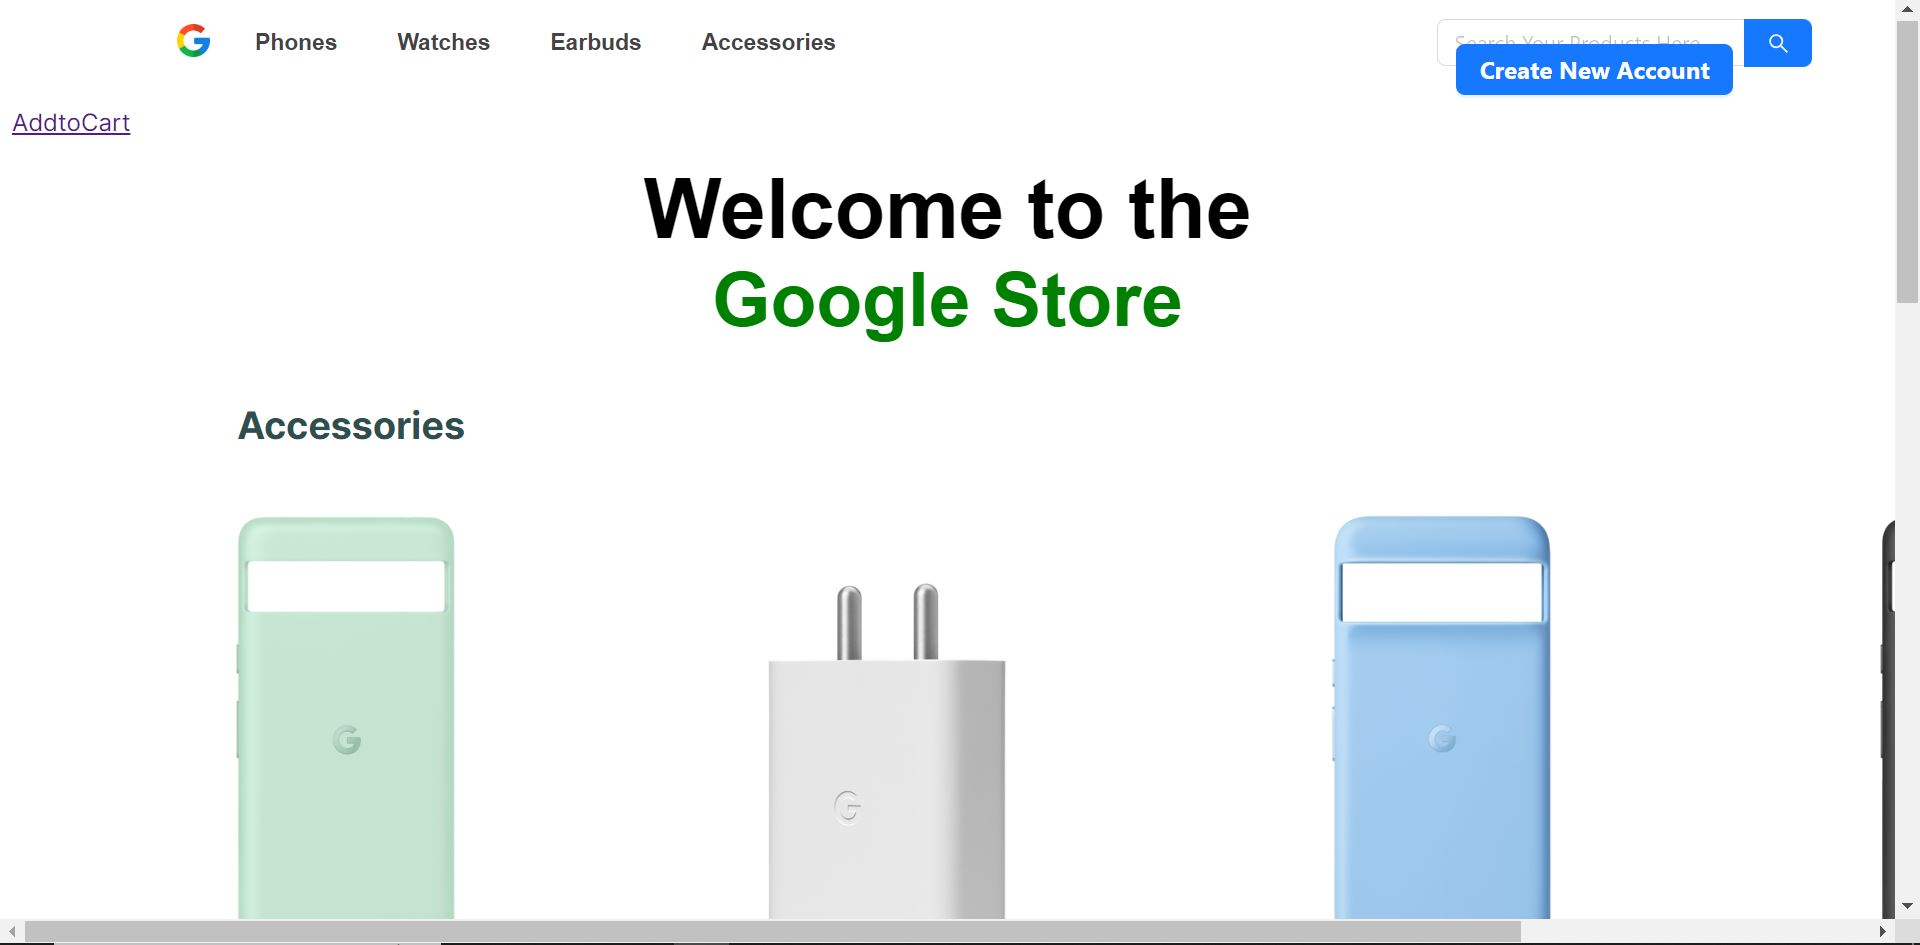 Phones Watches Earbuds Accessories
Search Your Products Here
Create New Account
AddtoCart
Welcome to the
Google Store
Accessories